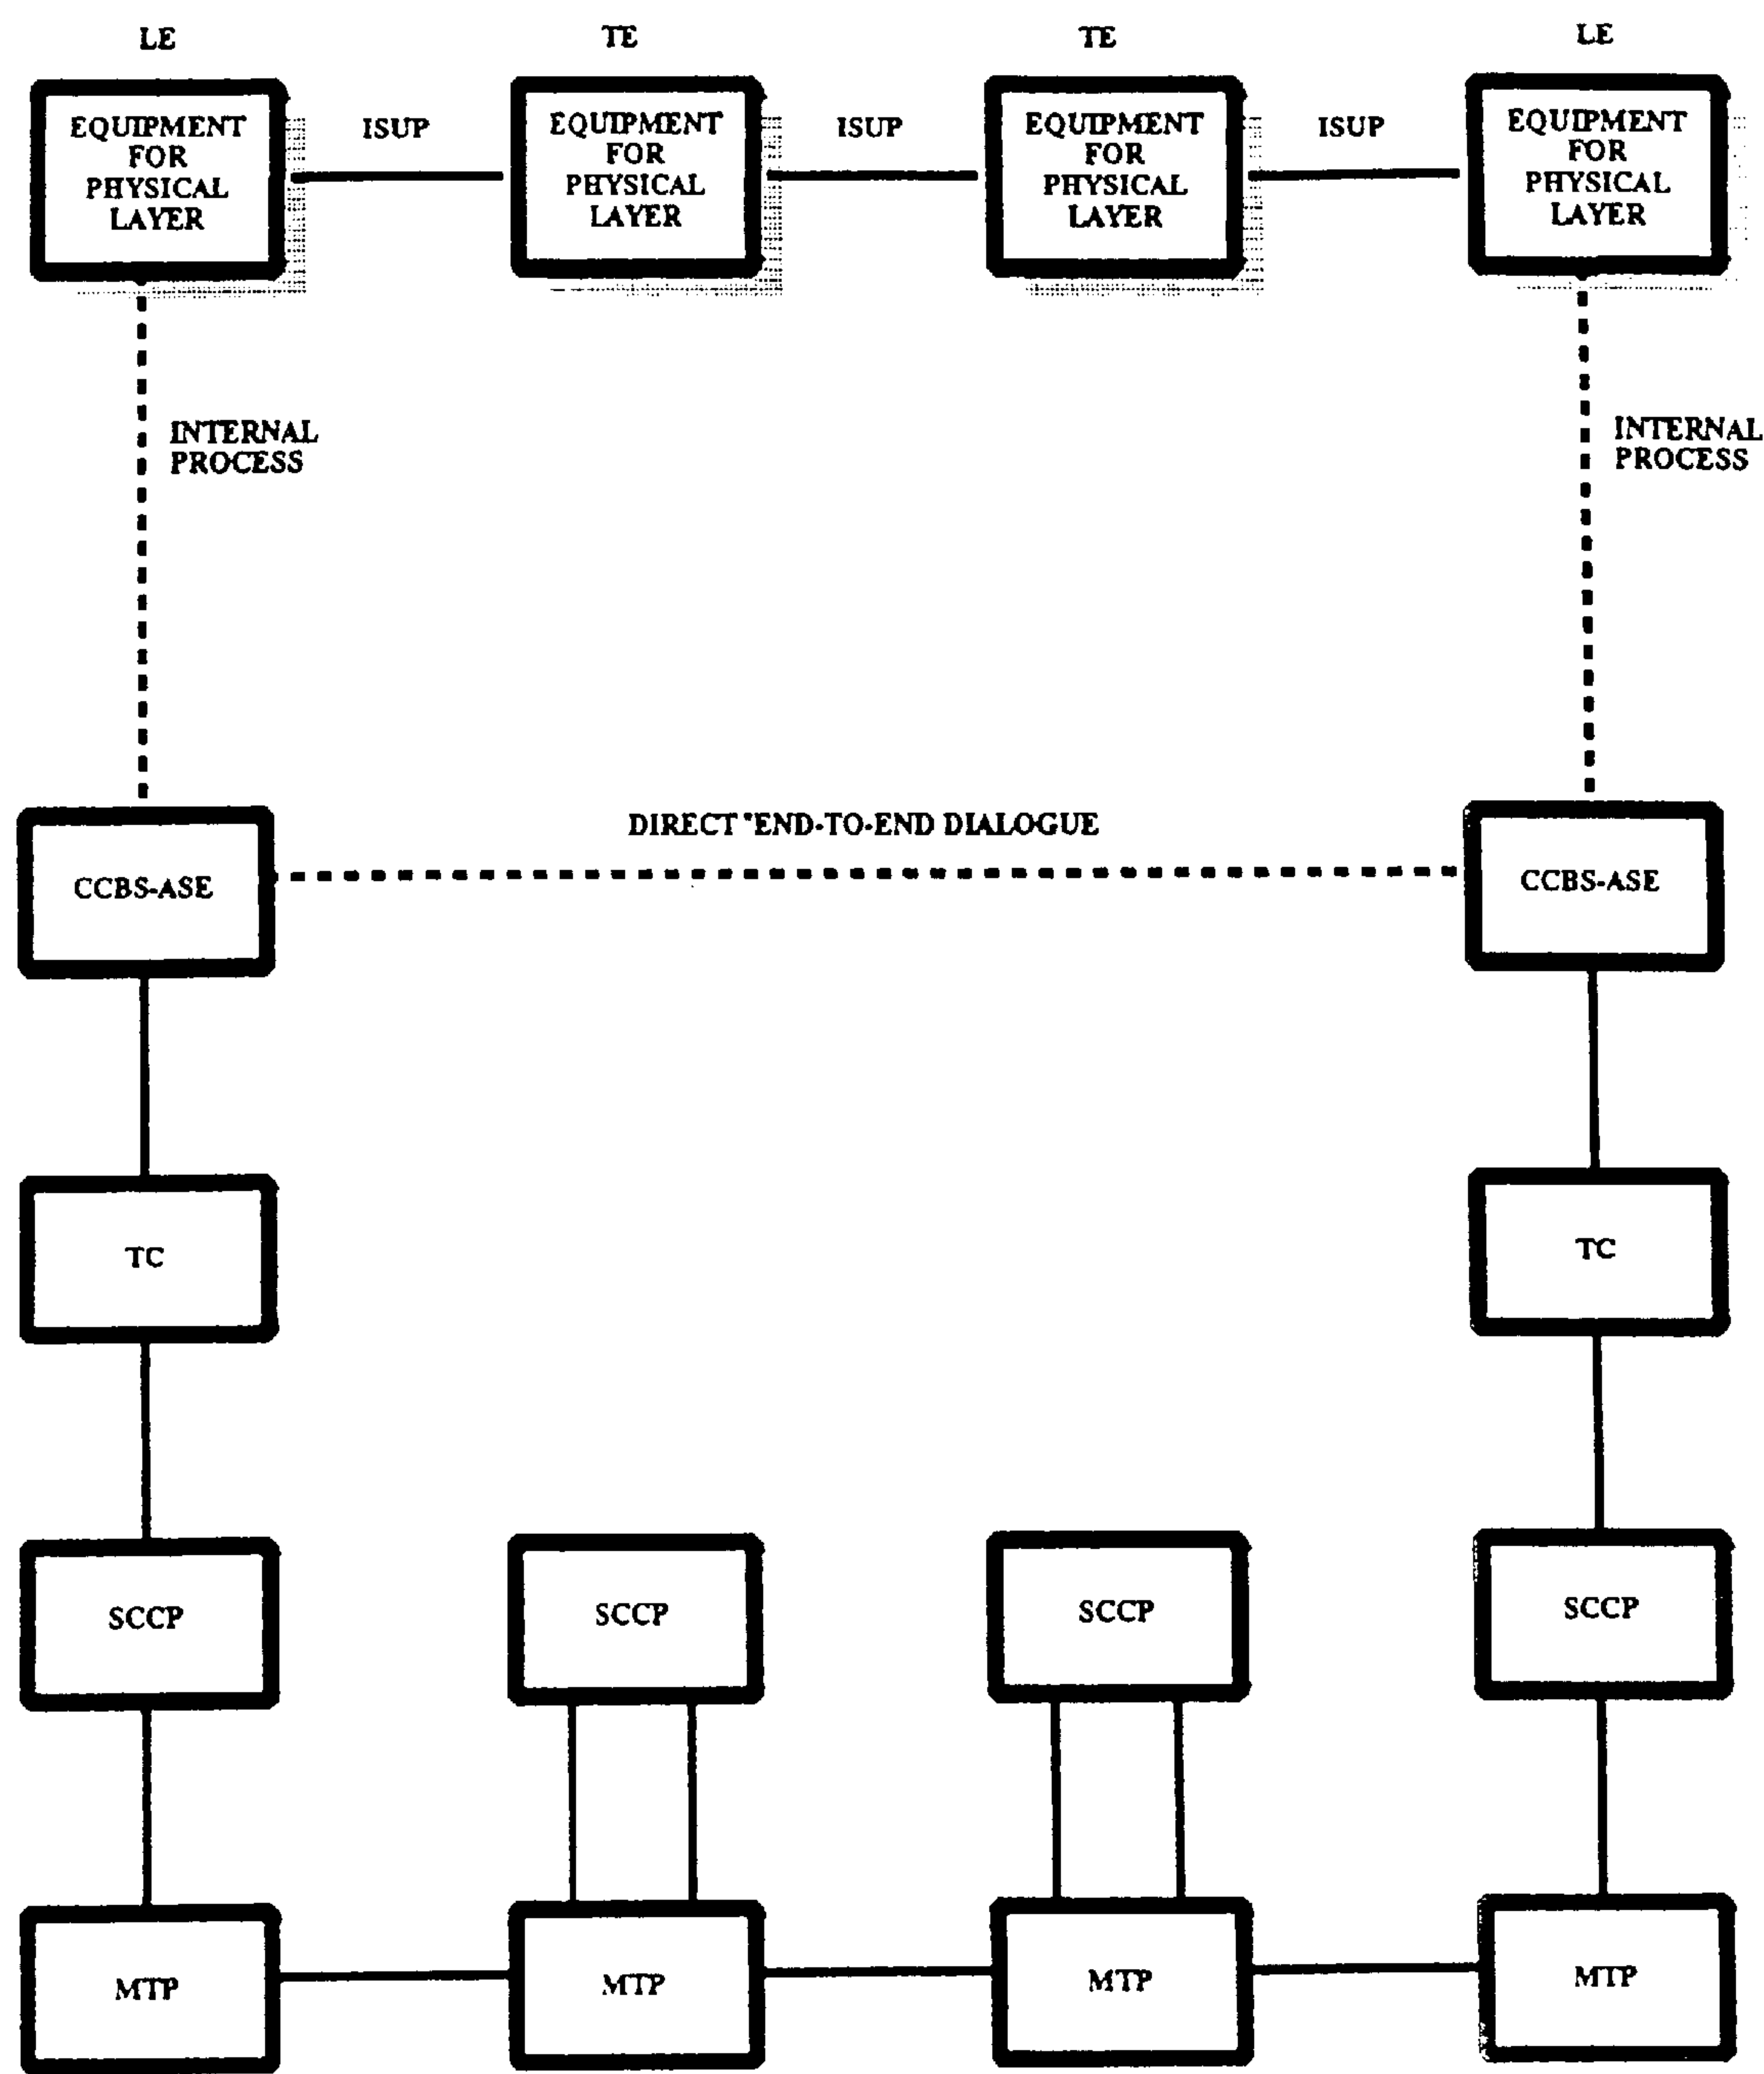 LE TE TE LE
EQUIPMENT
FOR
PHYSICAL
LAYER
ISUP
EQUIPMENT
FOR
PHYSICAL
LAYER
ISUP
EQUIPMENT
FOR
PHYSICAL
LAYER
ISUP
EQUIPMENT
FOR
PHYSICAL
LAYER
INTERNAL
PROCESS
INTERNAL
PROCESS
CCBS-ASE
DIRECT "END-TO-END DIALOGUE
CCBS-ASE
TC
TC
SCCP
SCCP
SCCP
SCCP
MTP
MTP
MTP
MTP